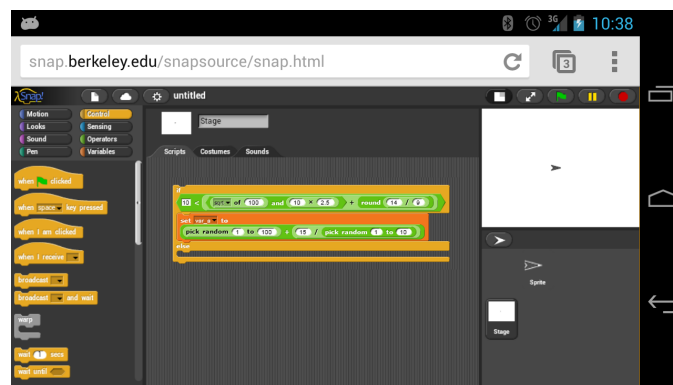 3G 10:38
snap.berkeley.edu/snapsource/snap.html
3
Snap!
untitled
Motion Control
Looks Sensing
Sound Operators
Pen Variables
Stage
Scripts Costumes Sounds
when clicked
when space key pressed
when I am clicked
when I receive
broadcast
broadcast and wait
warp
wait 1 secs
wait until
if
10 < sqrt of 100 and 10 × 2.5 + round 14 / 9
set var_a to
pick random 1 to 100 + 15 / pick random 1 to 10
else
Sprite
Stage